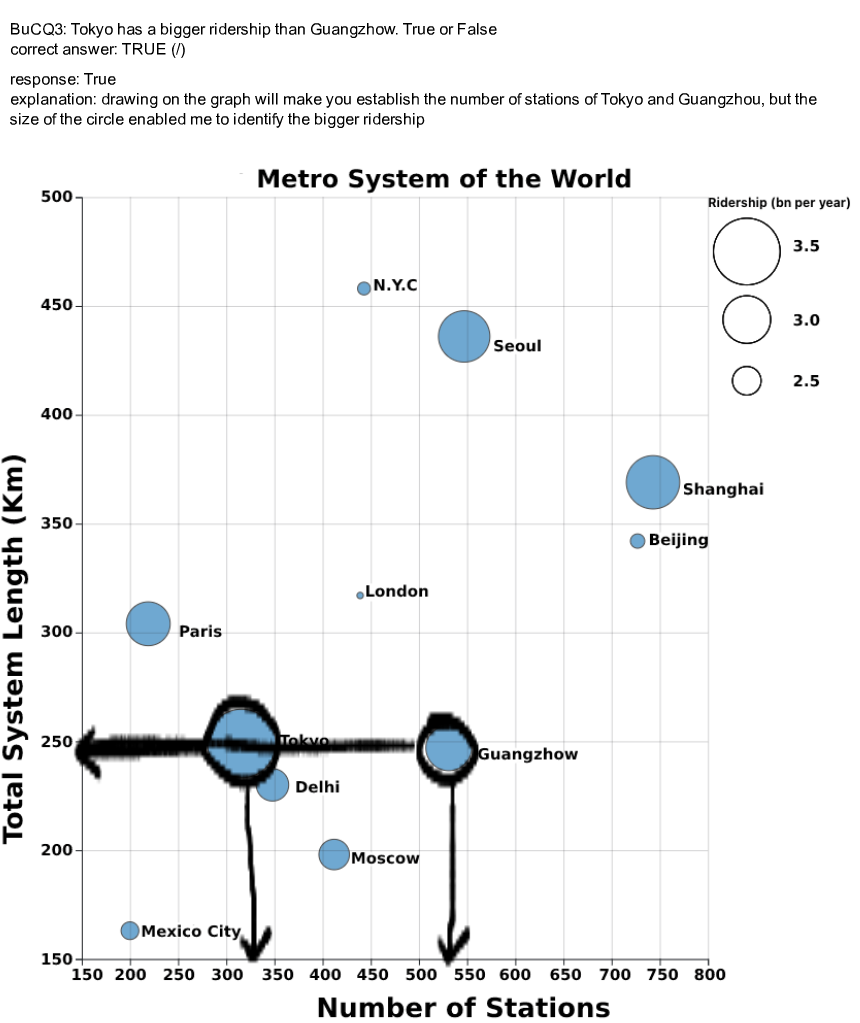 BuCQ3: Tokyo has a bigger ridership than Guangzhow. True or False
correct answer: TRUE (/)
response: True
explanation: drawing on the graph will make you establish the number of stations of Tokyo and Guangzhou, but the
size of the circle enabled me to identify the bigger ridership
Metro System of the World
Ridership (bn per year)
3.5
3.0
2.5
Total System Length (Km)
500
450
400
350
300
250
200
150
N.Y.C
Seoul
Shanghai
Beijing
London
Paris
Tokyo
Guangzhow
Delhi
Moscow
Mexico City
150 200 250 300 350 400 450 500 550 600 650 700 750 800
Number of Stations